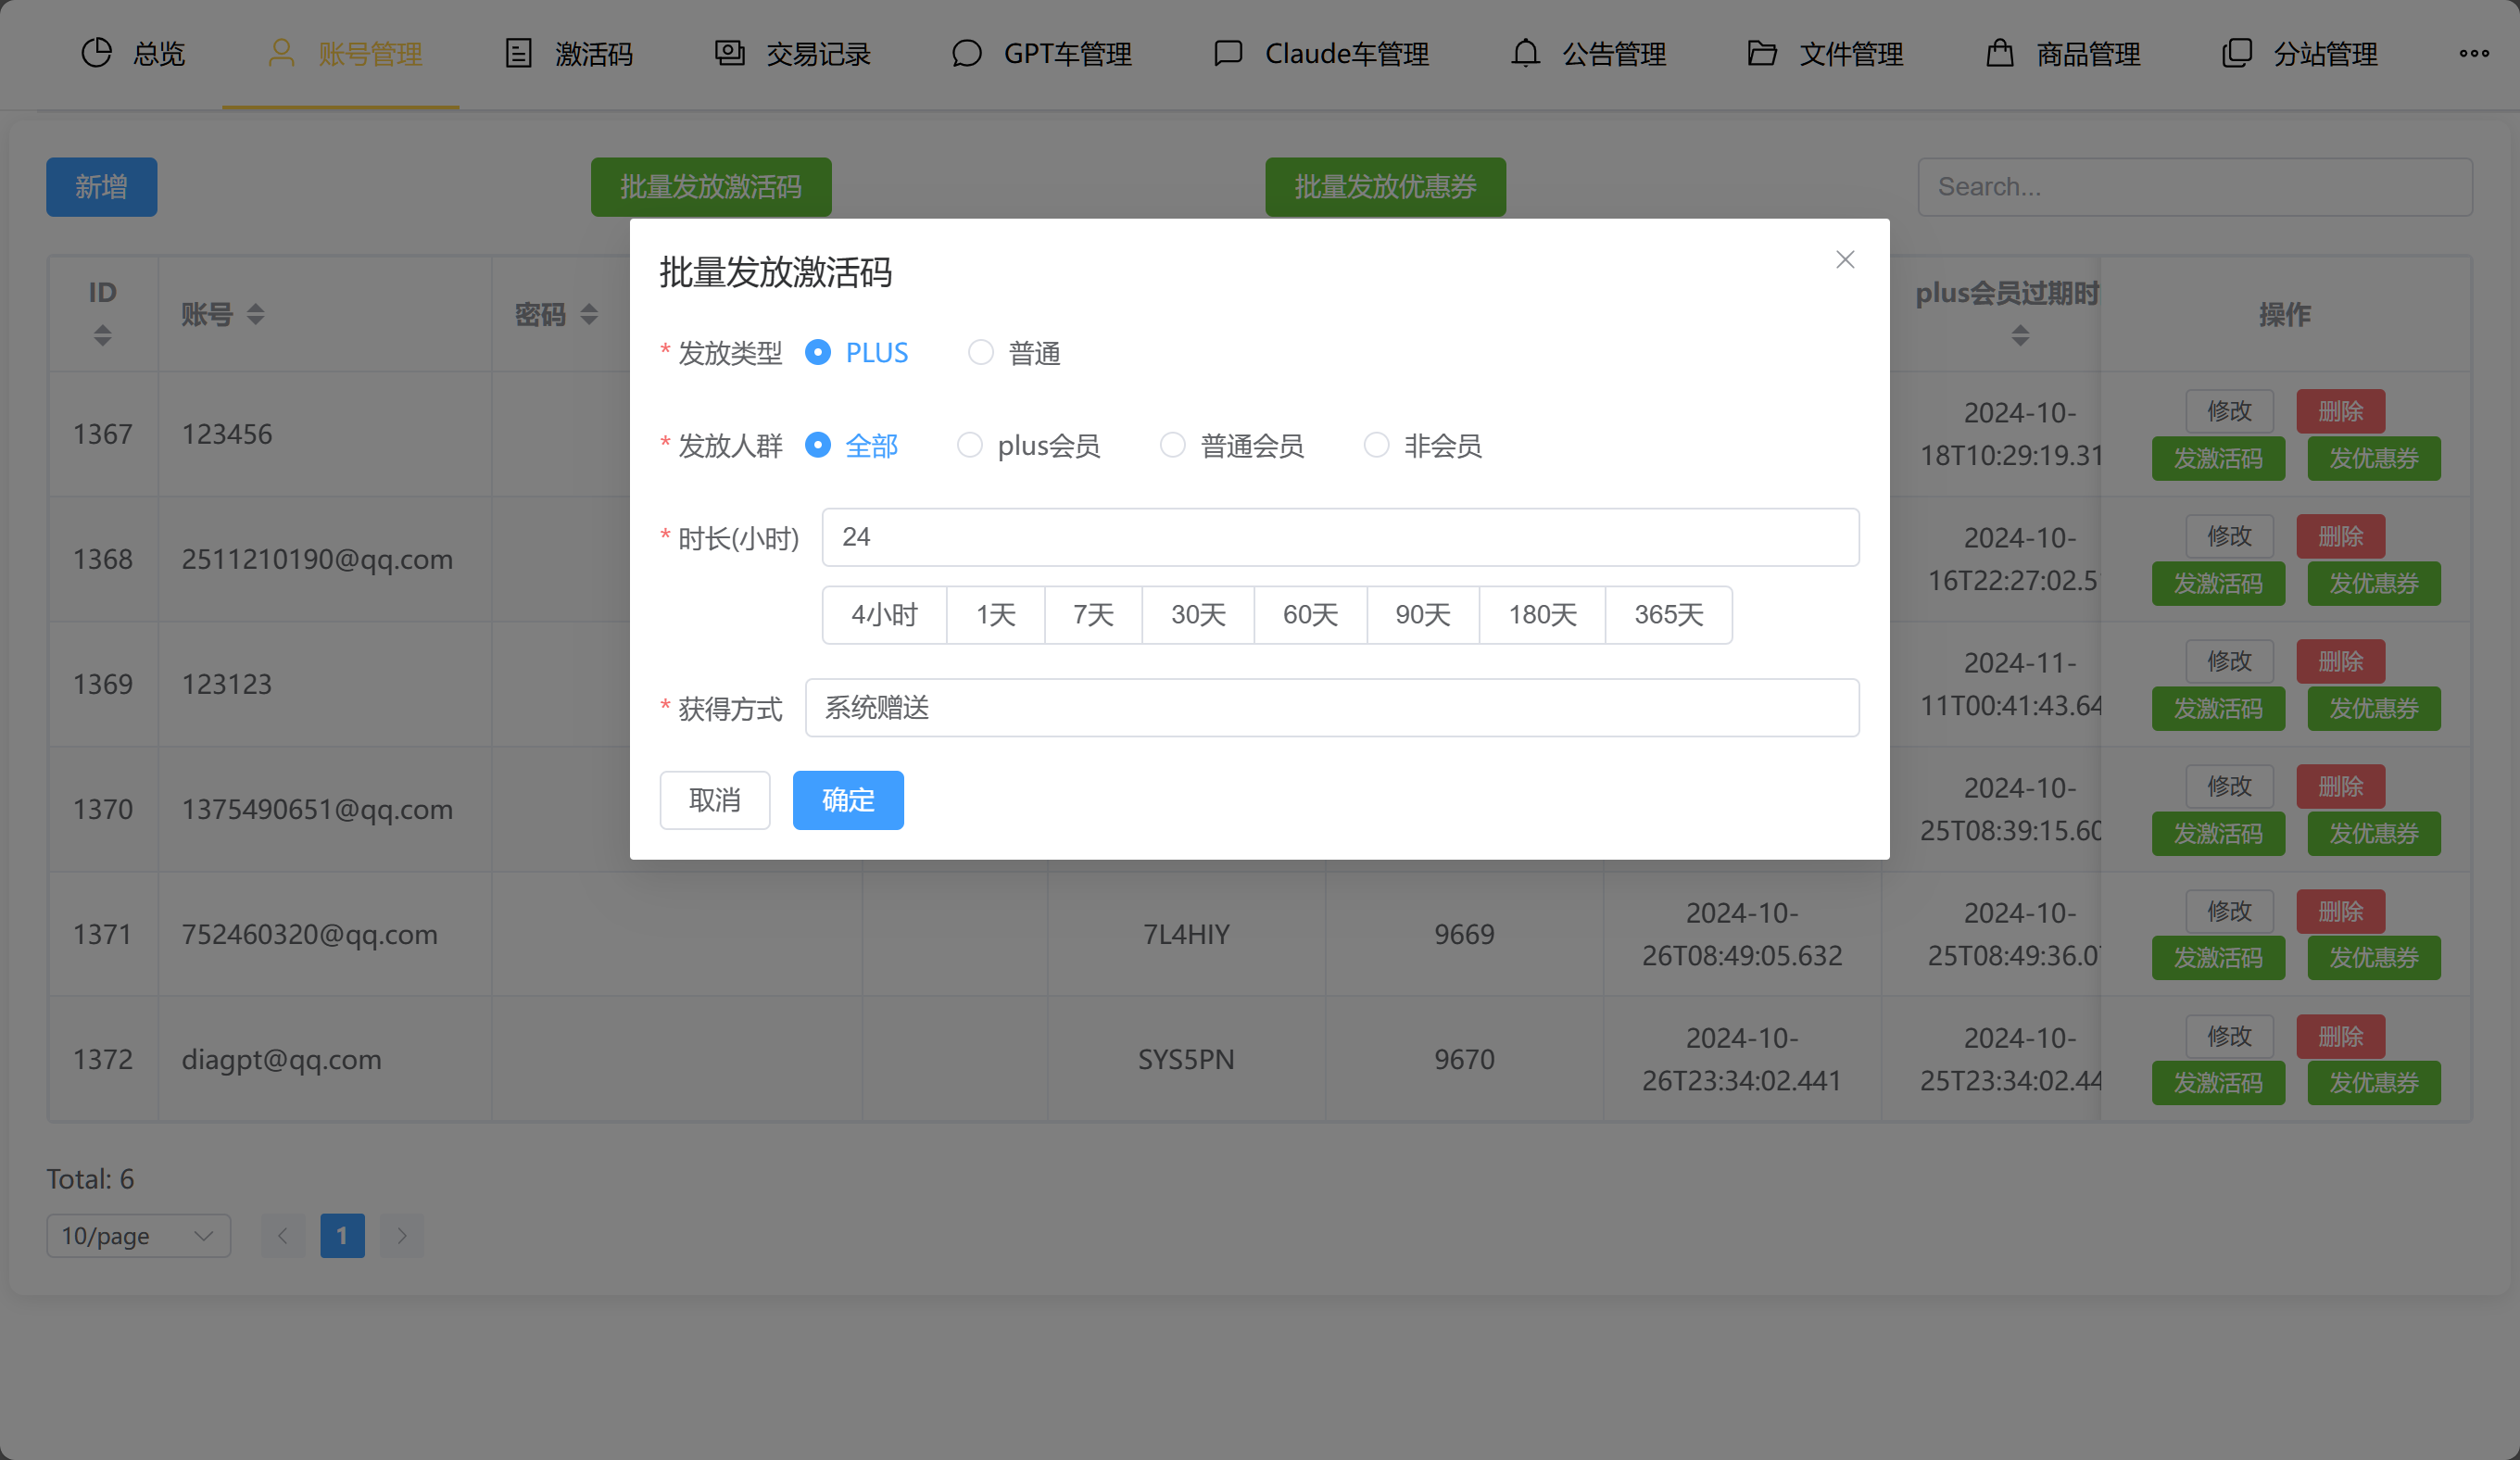 总览 账号管理 激活码 交易记录 GPT车管理 Claude车管理 公告管理 文件管理 商品管理 分站管理
新增 批量发放激活码 批量发放优惠券 Search...
批量发放激活码
* 发放类型 PLUS 普通
* 发放人群 全部 plus会员 普通会员 非会员
* 时长(小时) 24
4小时 1天 7天 30天 60天 90天 180天 365天
* 获得方式 系统赠送
取消 确定
ID 账号 密码 plus会员过期时 操作
1367 123456 2024-10-
18T10:29:19.31
修改 删除
发激活码 发优惠券
1368 2511210190@qq.com 2024-10-
16T22:27:02.5
修改 删除
发激活码 发优惠券
1369 123123 2024-11-
11T00:41:43.64
修改 删除
发激活码 发优惠券
1370 1375490651@qq.com 2024-10-
25T08:39:15.60
修改 删除
发激活码 发优惠券
1371 752460320@qq.com 7L4HIY 9669 2024-10-
26T08:49:05.632
2024-10-
25T08:49:36.0
修改 删除
发激活码 发优惠券
1372 diagpt@qq.com SYS5PN 9670 2024-10-
26T23:34:02.441
2024-10-
25T23:34:02.44
修改 删除
发激活码 发优惠券
Total: 6
10/page 1